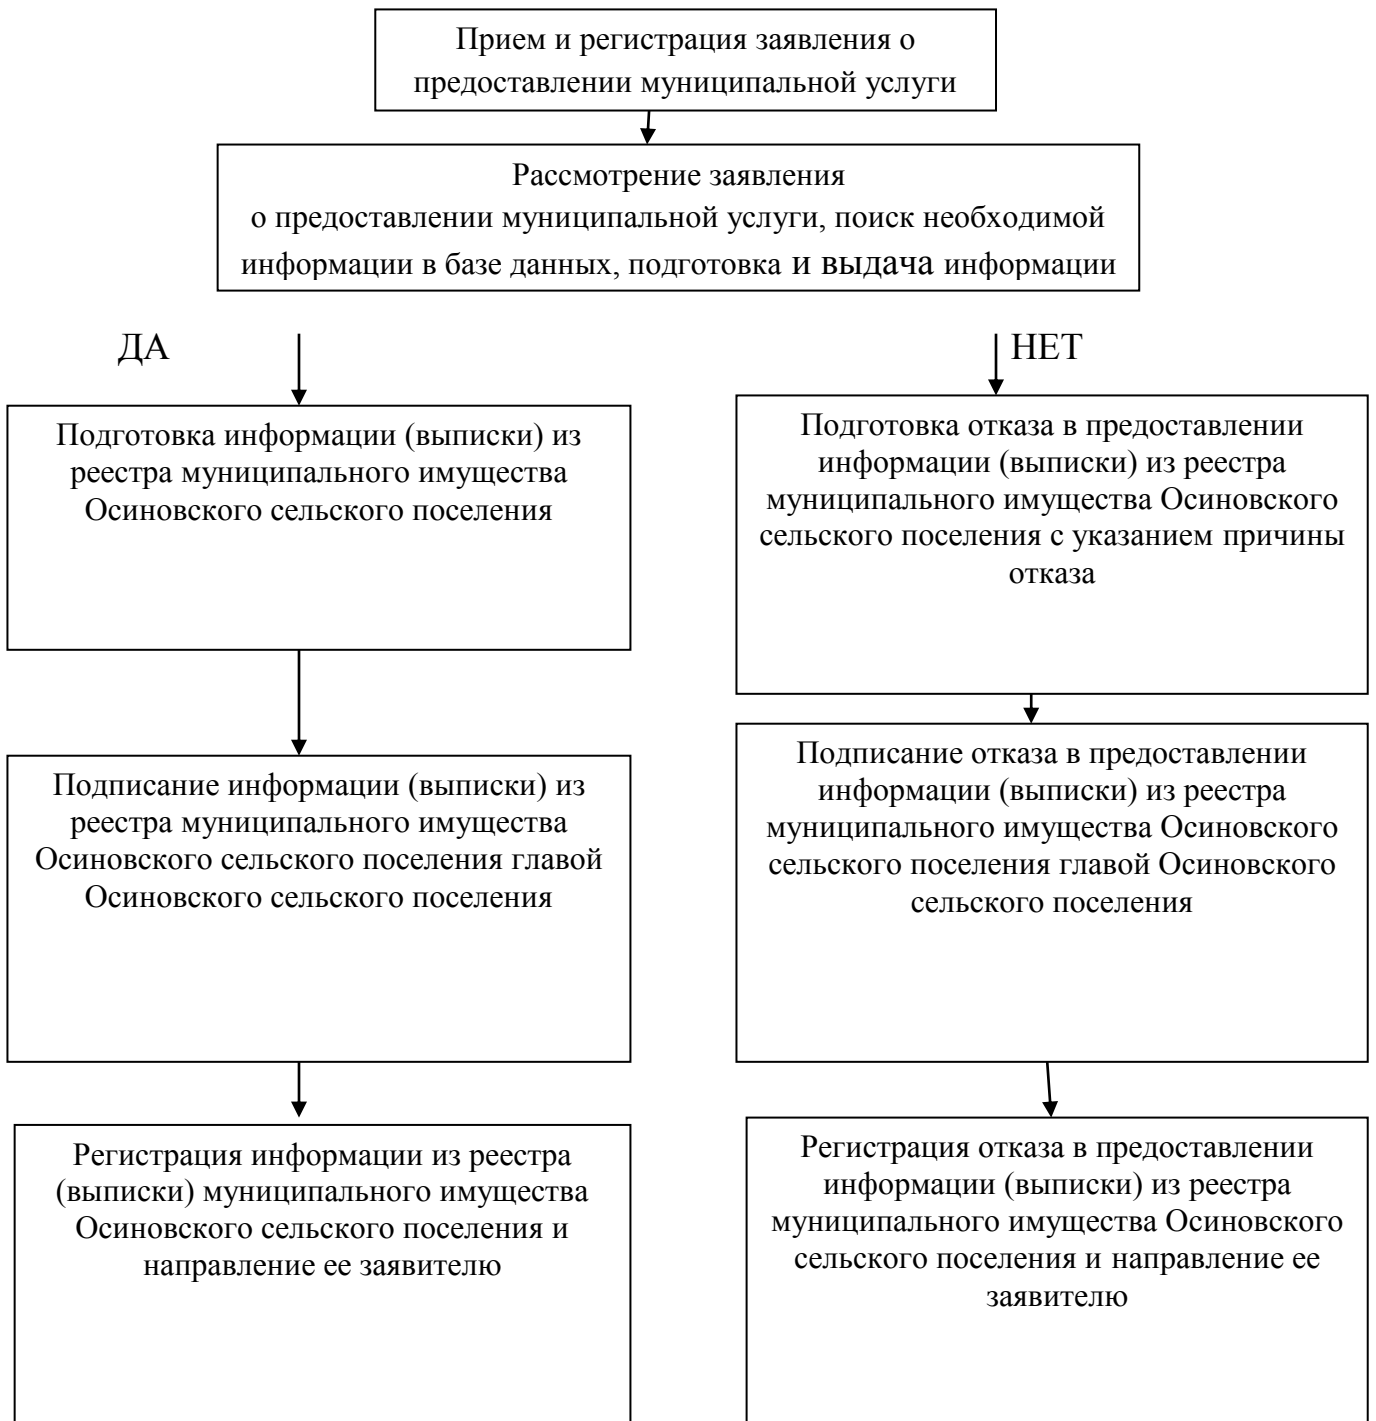 Прием и регистрация заявления о
предоставлении муниципальной услуги
Рассмотрение заявления
о предоставлении муниципальной услуги, поиск необходимой
информации в базе данных, подготовка и выдача информации
ДА
НЕТ
Подготовка информации (выписки) из
реестра муниципального имущества
Осиновского сельского поселения
Подготовка отказа в предоставлении
информации (выписки) из реестра
муниципального имущества Осиновского
сельского поселения с указанием причины
отказа
Подписание информации (выписки) из
реестра муниципального имущества
Осиновского сельского поселения главой
Осиновского сельского поселения
Подписание отказа в предоставлении
информации (выписки) из реестра
муниципального имущества Осиновского
сельского поселения главой Осиновского
сельского поселения
Регистрация информации из реестра
(выписки) муниципального имущества
Осиновского сельского поселения и
направление ее заявителю
Регистрация отказа в предоставлении
информации (выписки) из реестра
муниципального имущества Осиновского
сельского поселения и направление ее
заявителю